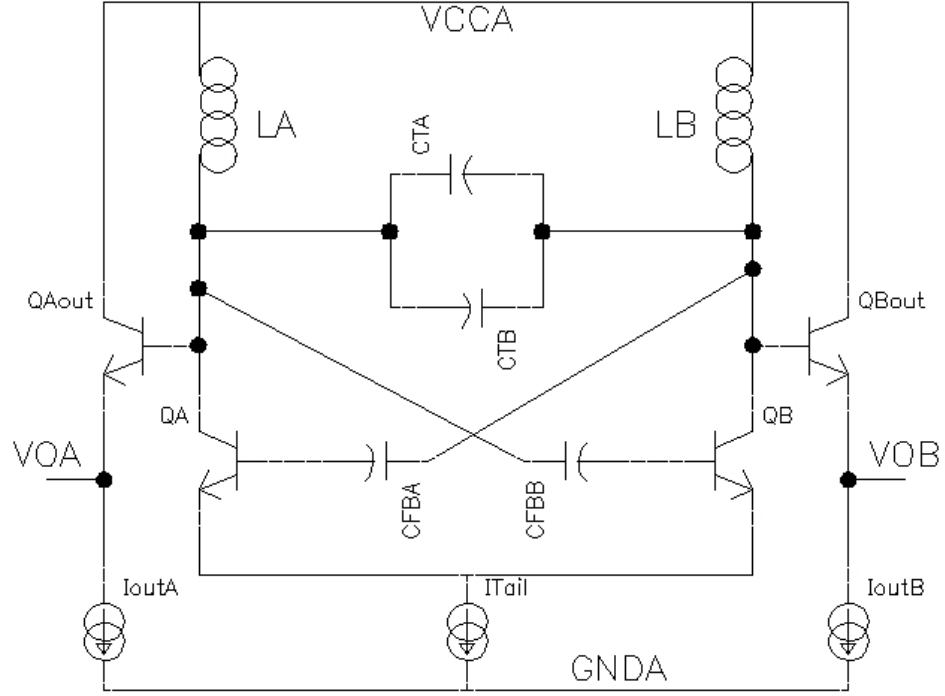 VCCA
LA
LB
CTA
QAout
QBout
CTB
QA
QB
VOA
VOB
CFBA
CFBB
IoutA
ITail
IoutB
GNDA